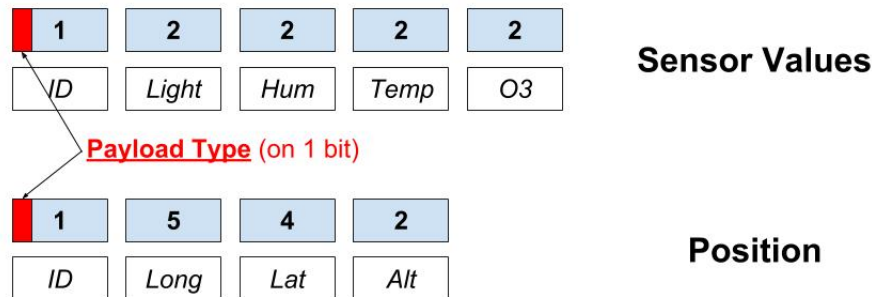 1 2 2 2 2
Sensor Values
ID Light Hum Temp O3
Payload Type (on 1 bit)
1 5 4 2
Position
ID Long Lat Alt